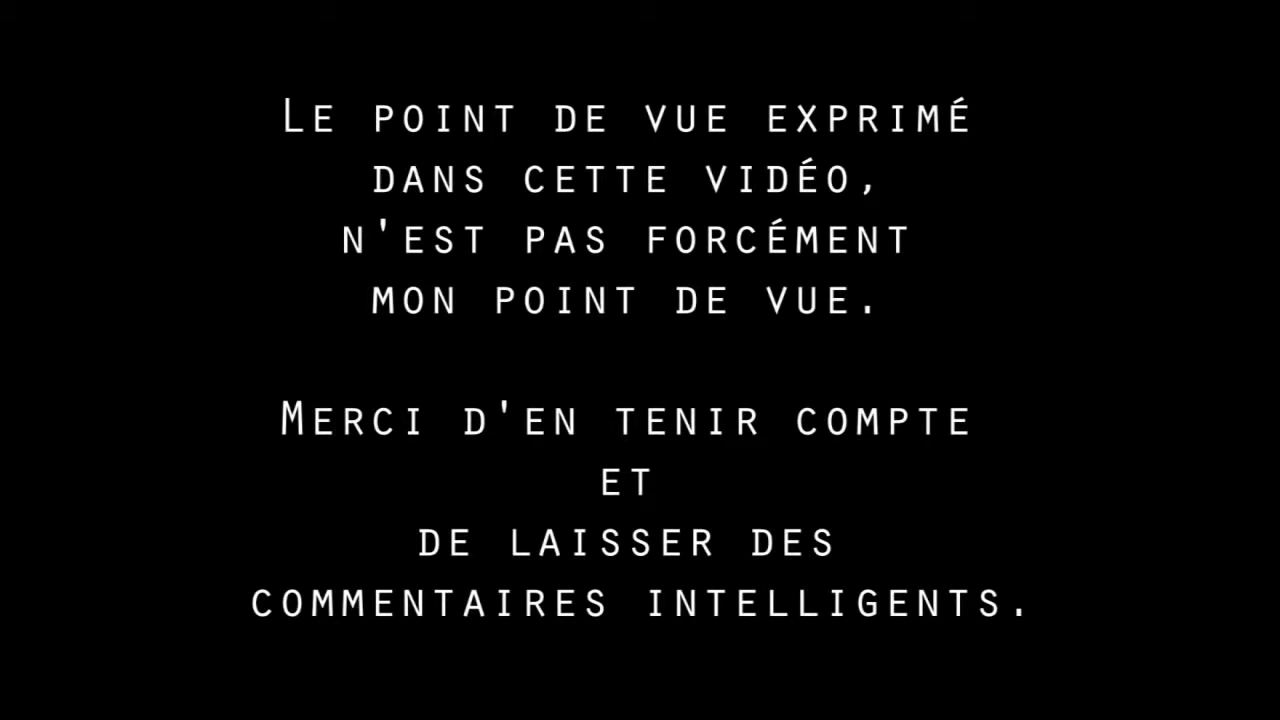 Le point de vue exprimé
dans cette vidéo,
n'est pas forcément
mon point de vue.
Merci d'en tenir compte
et
de laisser des
commentaires intelligents.